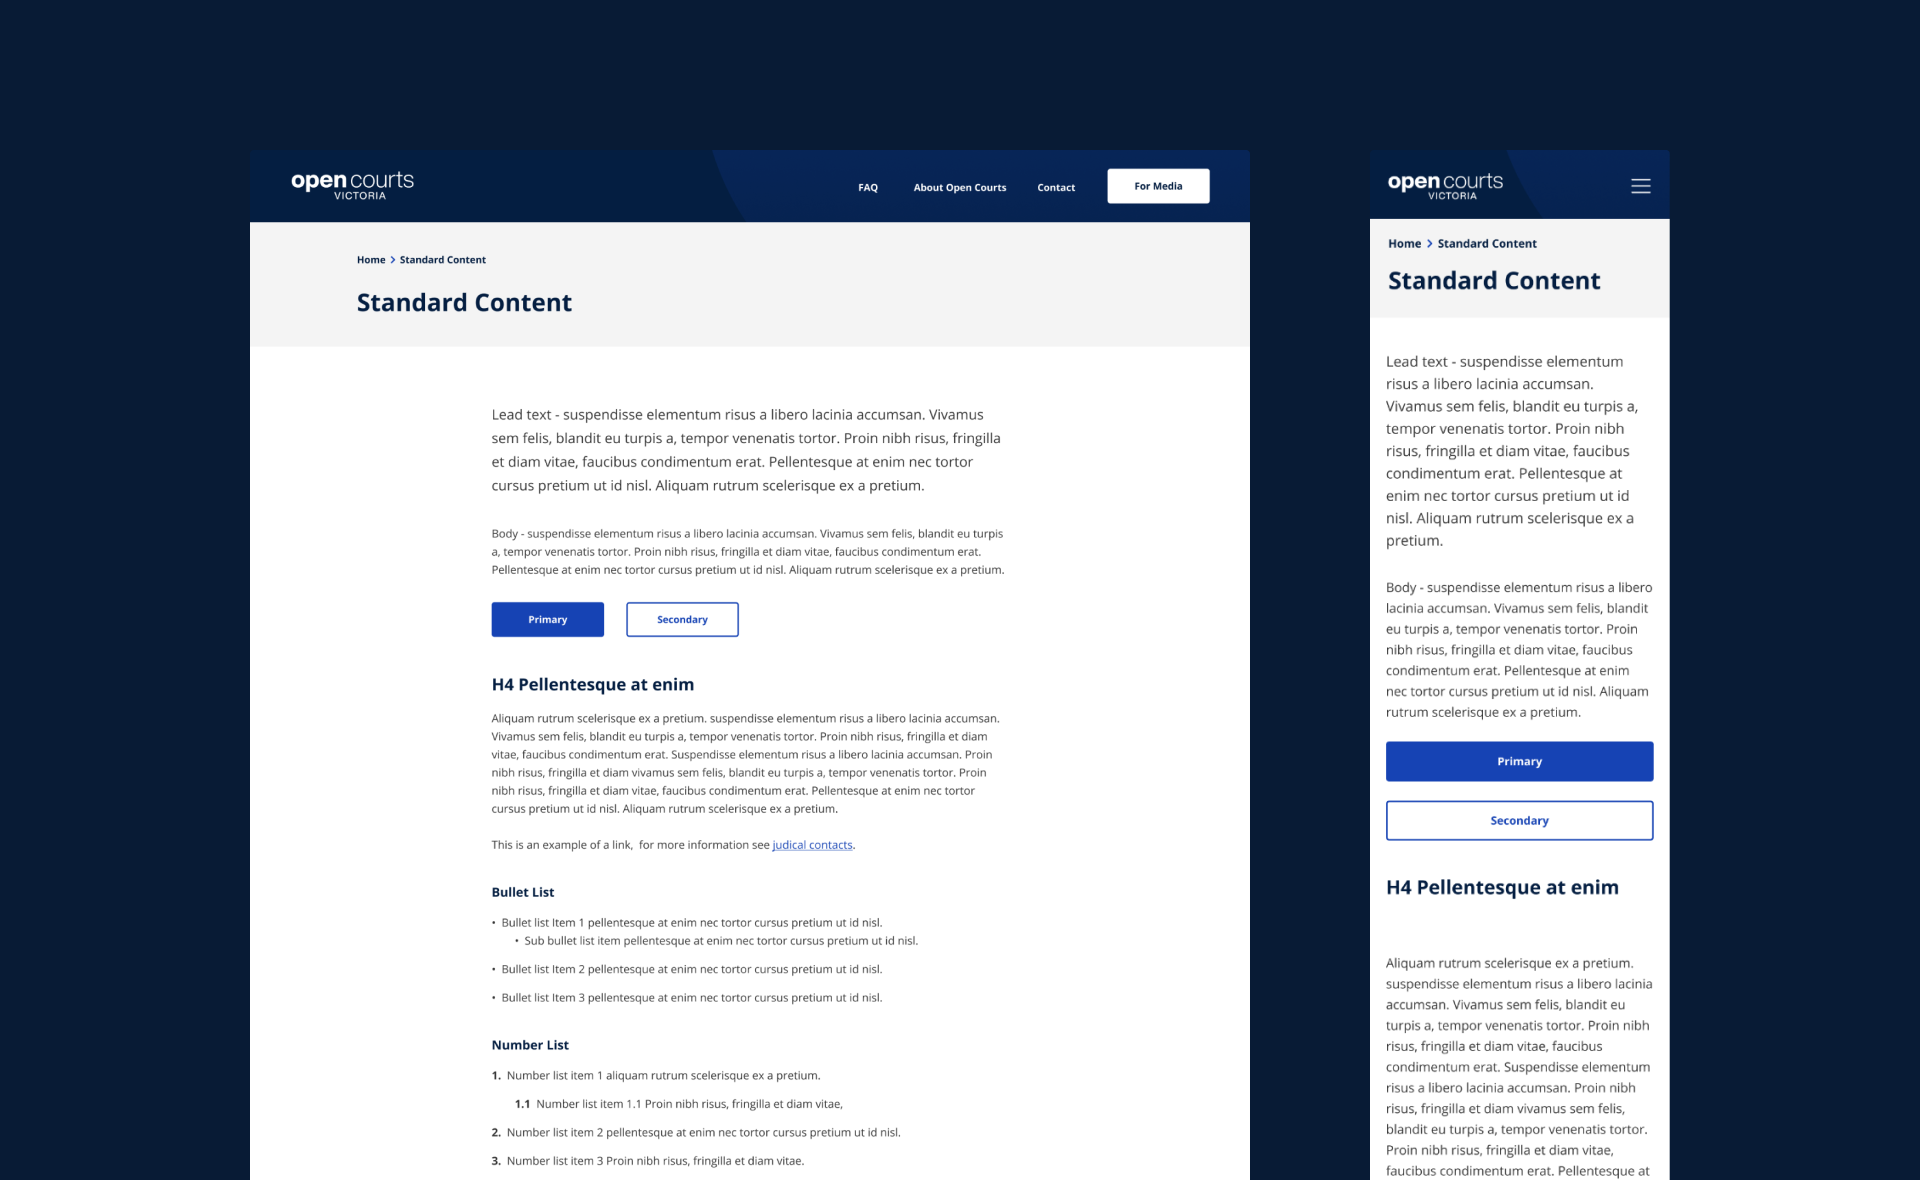 open courts
VICTORIA
FAQ
About Open Courts
Contact
For Media
Home > Standard Content
Standard Content
Lead text - suspendisse elementum risus a libero lacinia accumsan. Vivamus
sem felis, blandit eu turpis a, tempor venenatis tortor. Proin nibh risus, fringilla
et diam vitae, faucibus condimentum erat. Pellentesque at enim nec tortor
cursus pretium ut id nisl. Aliquam rutrum scelerisque ex a pretium.
Body - suspendisse elementum risus a libero lacinia accumsan. Vivamus sem felis, blandit eu turpis
a, tempor venenatis tortor. Proin nibh risus, fringilla et diam vitae, faucibus condimentum erat.
Pellentesque at enim nec tortor cursus pretium ut id nisl. Aliquam rutrum scelerisque ex a pretium.
Primary
Secondary
H4 Pellentesque at enim
Aliquam rutrum scelerisque ex a pretium. suspendisse elementum risus a libero lacinia accumsan.
Vivamus sem felis, blandit eu turpis a, tempor venenatis tortor. Proin nibh risus, fringilla et diam
vitae, faucibus condimentum erat. Suspendisse elementum risus a libero lacinia accumsan. Proin
nibh risus, fringilla et diam vivamus sem felis, blandit eu turpis a, tempor venenatis tortor. Proin
nibh risus, fringilla et diam vitae, faucibus condimentum erat. Pellentesque at enim nec tortor
cursus pretium ut id nisl. Aliquam rutrum scelerisque ex a pretium.
This is an example of a link,  for more information see judical contacts.
Bullet List
• Bullet list Item 1 pellentesque at enim nec tortor cursus pretium ut id nisl.
• Sub bullet list item pellentesque at enim nec tortor cursus pretium ut id nisl.
• Bullet list Item 2 pellentesque at enim nec tortor cursus pretium ut id nisl.
• Bullet list Item 3 pellentesque at enim nec tortor cursus pretium ut id nisl.
Number List
1. Number list item 1 aliquam rutrum scelerisque ex a pretium.
1.1 Number list item 1.1 Proin nibh risus, fringilla et diam vitae,
2. Number list item 2 pellentesque at enim nec tortor cursus pretium ut id nisl.
3. Number list item 3 Proin nibh risus, fringilla et diam vitae.
open courts
VICTORIA
Home > Standard Content
Standard Content
Lead text - suspendisse elementum
risus a libero lacinia accumsan.
Vivamus sem felis, blandit eu turpis a,
tempor venenatis tortor. Proin nibh
risus, fringilla et diam vitae, faucibus
condimentum erat. Pellentesque at
enim nec tortor cursus pretium ut id
nisl. Aliquam rutrum scelerisque ex a
pretium.
Body - suspendisse elementum risus a libero
lacinia accumsan. Vivamus sem felis, blandit
eu turpis a, tempor venenatis tortor. Proin
nibh risus, fringilla et diam vitae, faucibus
condimentum erat. Pellentesque at enim
nec tortor cursus pretium ut id nisl. Aliquam
rutrum scelerisque ex a pretium.
Primary
Secondary
H4 Pellentesque at enim
Aliquam rutrum scelerisque ex a pretium.
suspendisse elementum risus a libero lacinia
accumsan. Vivamus sem felis, blandit eu
turpis a, tempor venenatis tortor. Proin nibh
risus, fringilla et diam vitae, faucibus
condimentum erat. Suspendisse elementum
risus a libero lacinia accumsan. Proin nibh
risus, fringilla et diam vivamus sem felis,
blandit eu turpis a, tempor venenatis tortor.
Proin nibh risus, fringilla et diam vitae,
faucibus condimentum erat. Pellentesque at